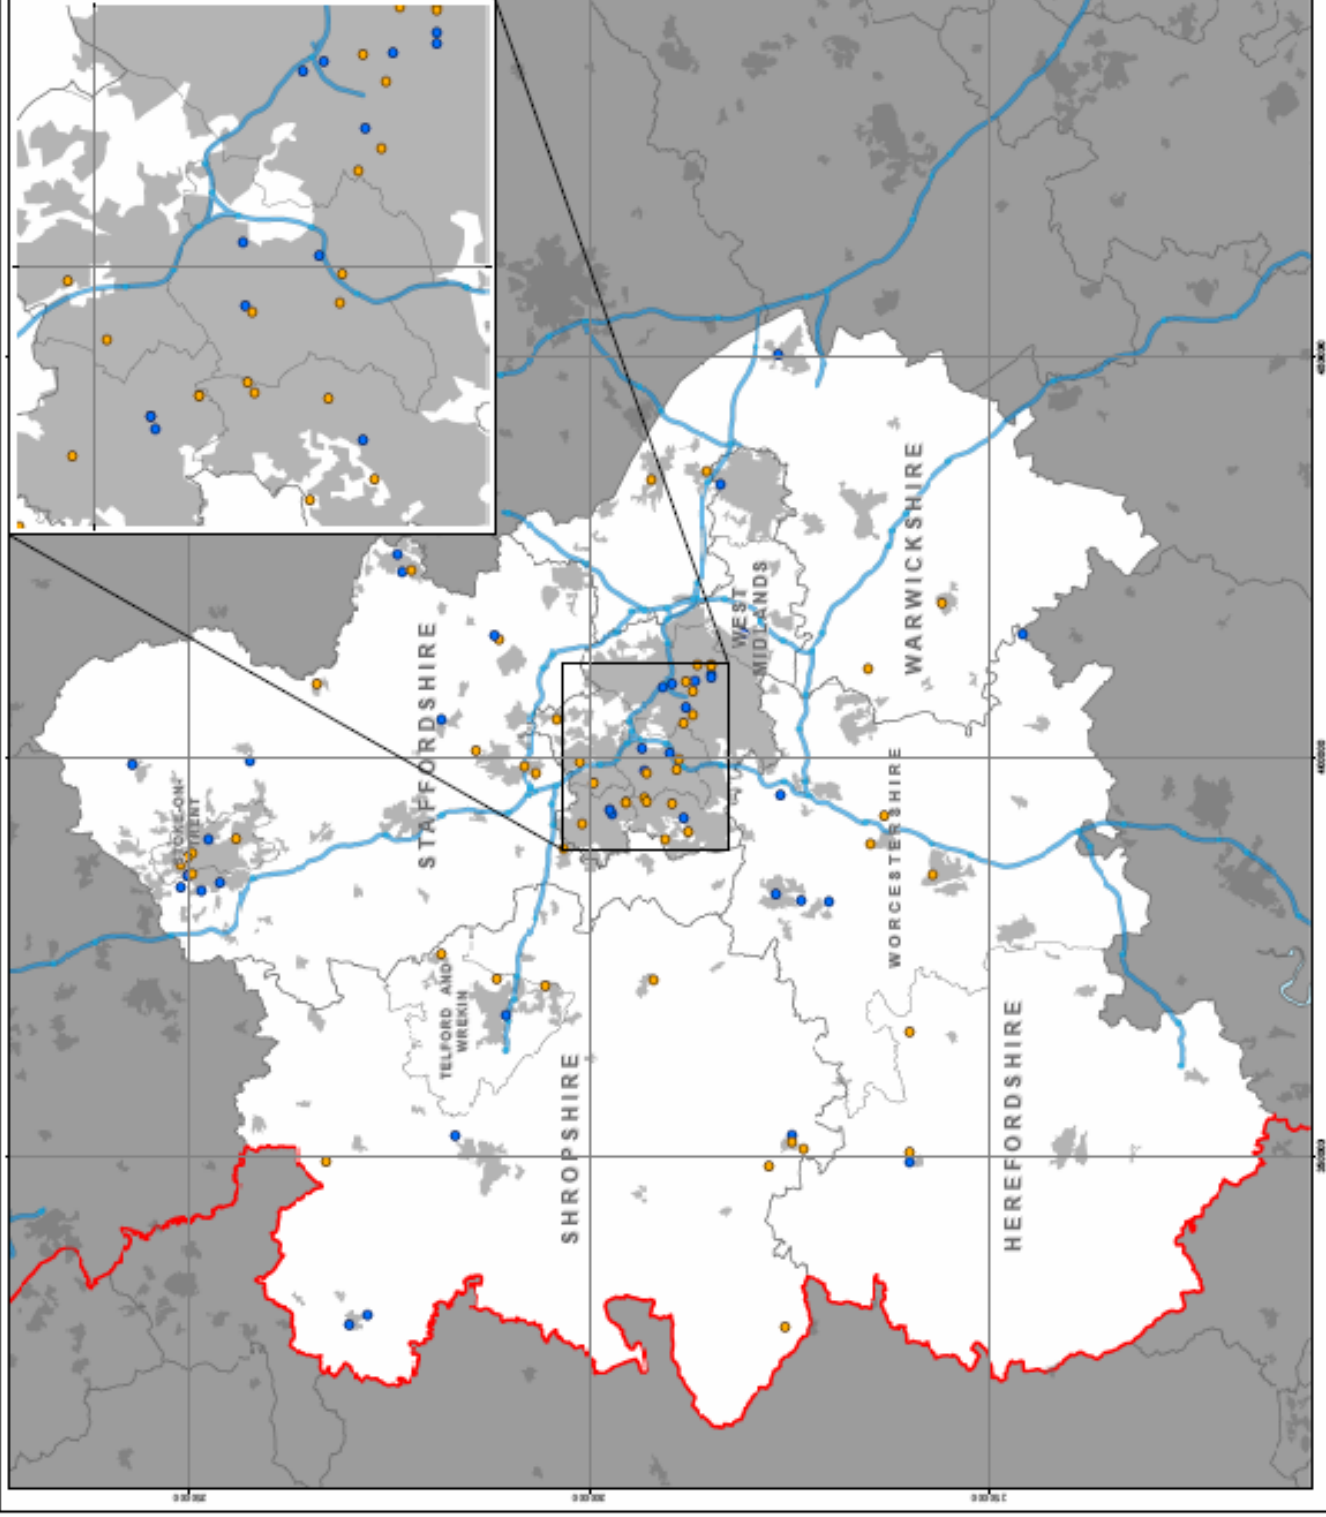 WARWICKSHIRE
WEST
MIDLANDS
STAFFORDSHIRE
STOKE-ON-
TRENT
WORCESTERSHIRE
TELFORD AND
WREKIN
SHROPSHIRE
HEREFORDSHIRE